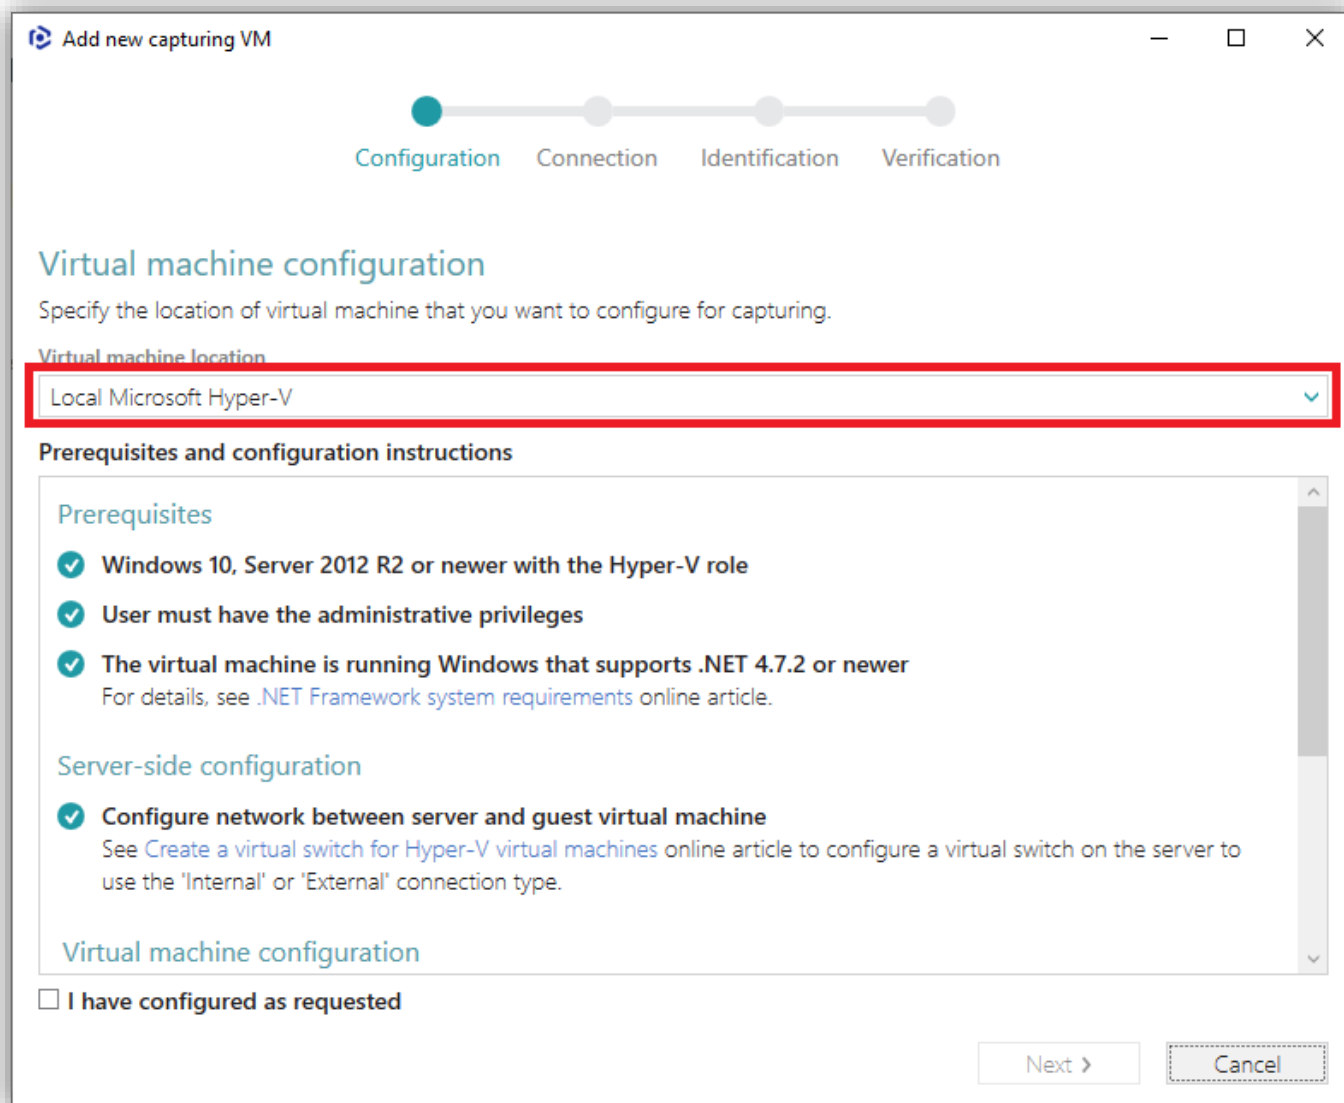 Add new capturing VM
Configuration Connection Identification Verification
Virtual machine configuration
Specify the location of virtual machine that you want to configure for capturing.
Virtual machine location
Local Microsoft Hyper-V
Prerequisites and configuration instructions
Prerequisites
Windows 10, Server 2012 R2 or newer with the Hyper-V role
User must have the administrative privileges
The virtual machine is running Windows that supports .NET 4.7.2 or newer
For details, see .NET Framework system requirements online article.
Server-side configuration
Configure network between server and guest virtual machine
See Create a virtual switch for Hyper-V virtual machines online article to configure a virtual switch on the server to
use the 'Internal' or 'External' connection type.
Virtual machine configuration
I have configured as requested
Next Cancel